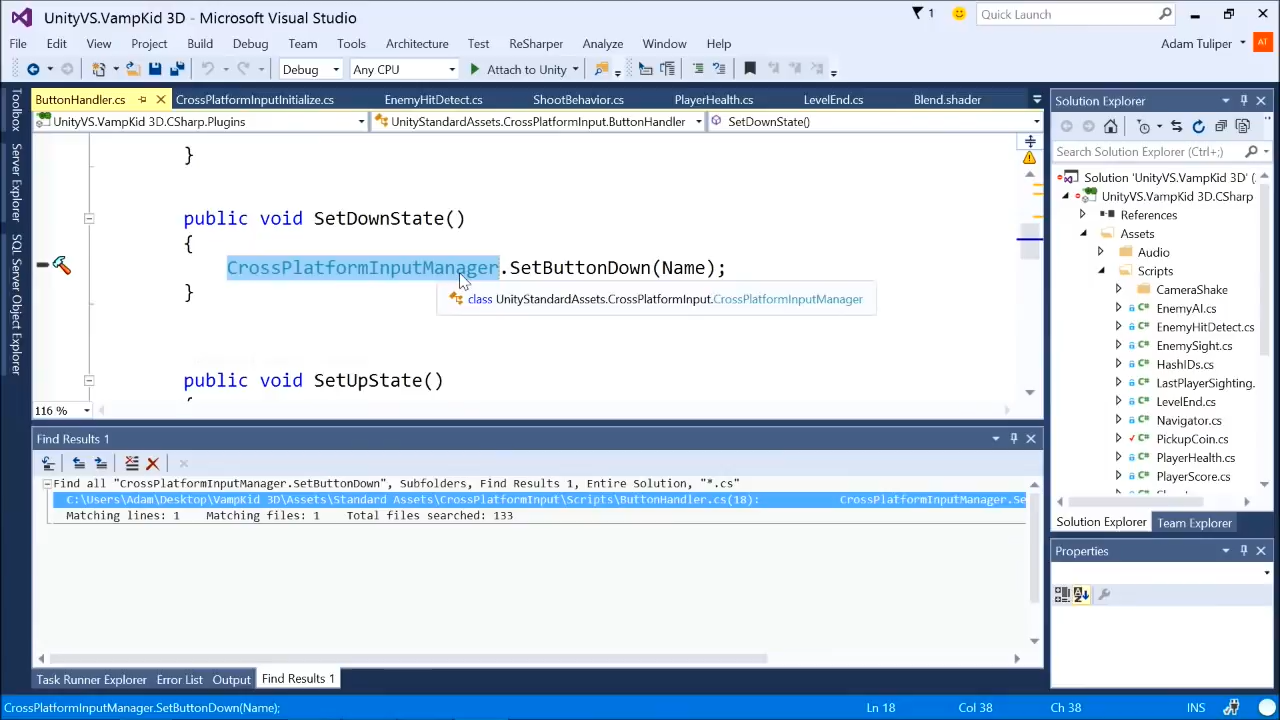 UnityVS.VampKid 3D - Microsoft Visual Studio
1
Quick Launch
File Edit View Project Build Debug Team Tools Architecture Test ReSharper Analyze Window Help
Adam Tuliper
AT
Debug
Any CPU
Attach to Unity
ButtonHandler.cs CrossPlatformInputInitialize.cs EnemyHitDetect.cs ShootBehavior.cs PlayerHealth.cs LevelEnd.cs Blend.shader
UnityVS.VampKid 3D.CSharp.Plugins
UnityStandardAssets.CrossPlatformInput.ButtonHandler
SetDownState()
Toolbox
Server Explorer
SQL Server Object Explorer
}
public void SetDownState()
{
CrossPlatformInputManager.SetButtonDown(Name);
}
class UnityStandardAssets.CrossPlatformInput.CrossPlatformInputManager
public void SetUpState()
116 %
Find Results 1
Find all "CrossPlatformInputManager.SetButtonDown", Subfolders, Find Results 1, Entire Solution, "*.cs"
C:\Users\Adam\Desktop\VampKid 3D\Assets\Standard Assets\CrossPlatformInput\Scripts\ButtonHandler.cs(18): CrossPlatformInputManager.Se
Matching lines: 1 Matching files: 1 Total files searched: 133
Task Runner Explorer Error List Output Find Results 1
Solution Explorer
Search Solution Explorer (Ctrl+;)
Solution 'UnityVS.VampKid 3D' (
UnityVS.VampKid 3D.CSharp
References
Assets
Audio
Scripts
CameraShake
EnemyAI.cs
EnemyHitDetect.cs
EnemySight.cs
HashIDs.cs
LastPlayerSighting.
LevelEnd.cs
Navigator.cs
PickupCoin.cs
PlayerHealth.cs
PlayerScore.cs
Solution Explorer Team Explorer
Properties
CrossPlatformInputManager.SetButtonDown(Name);
Ln 18 Col 38 Ch 38 INS